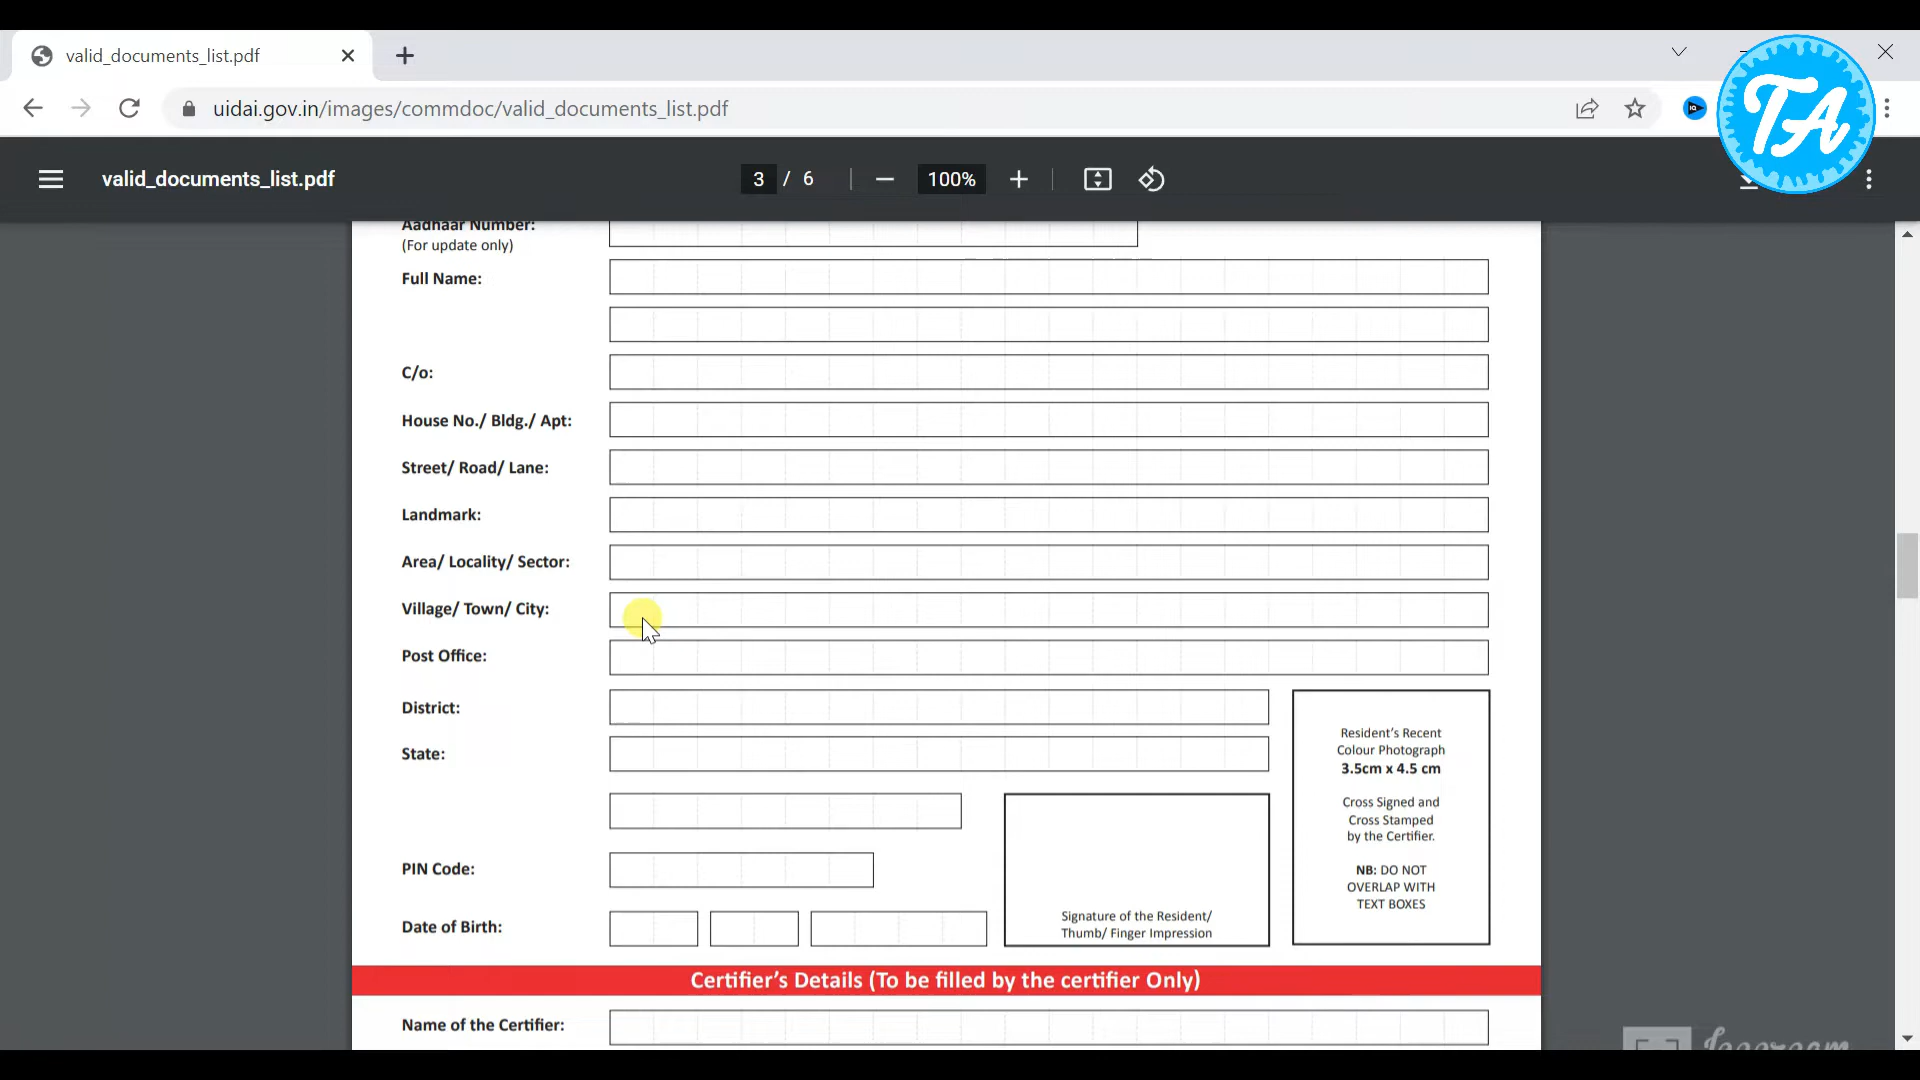 valid_documents_list.pdf
uidai.gov.in/images/commdoc/valid_documents_list.pdf
TA
valid_documents_list.pdf
3 / 6
100%
Aadhaar Number:
(For update only)
Full Name:
C/o:
House No./ Bldg./ Apt:
Street/ Road/ Lane:
Landmark:
Area/ Locality/ Sector:
Village/ Town/ City:
Post Office:
District:
State:
PIN Code:
Date of Birth:
Signature of the Resident/
Thumb/ Finger Impression
Resident's Recent
Colour Photograph
3.5cm x 4.5 cm
Cross Signed and
Cross Stamped
by the Certifier.
NB: DO NOT
OVERLAP WITH
TEXT BOXES
Certifier's Details (To be filled by the certifier Only)
Name of the Certifier: